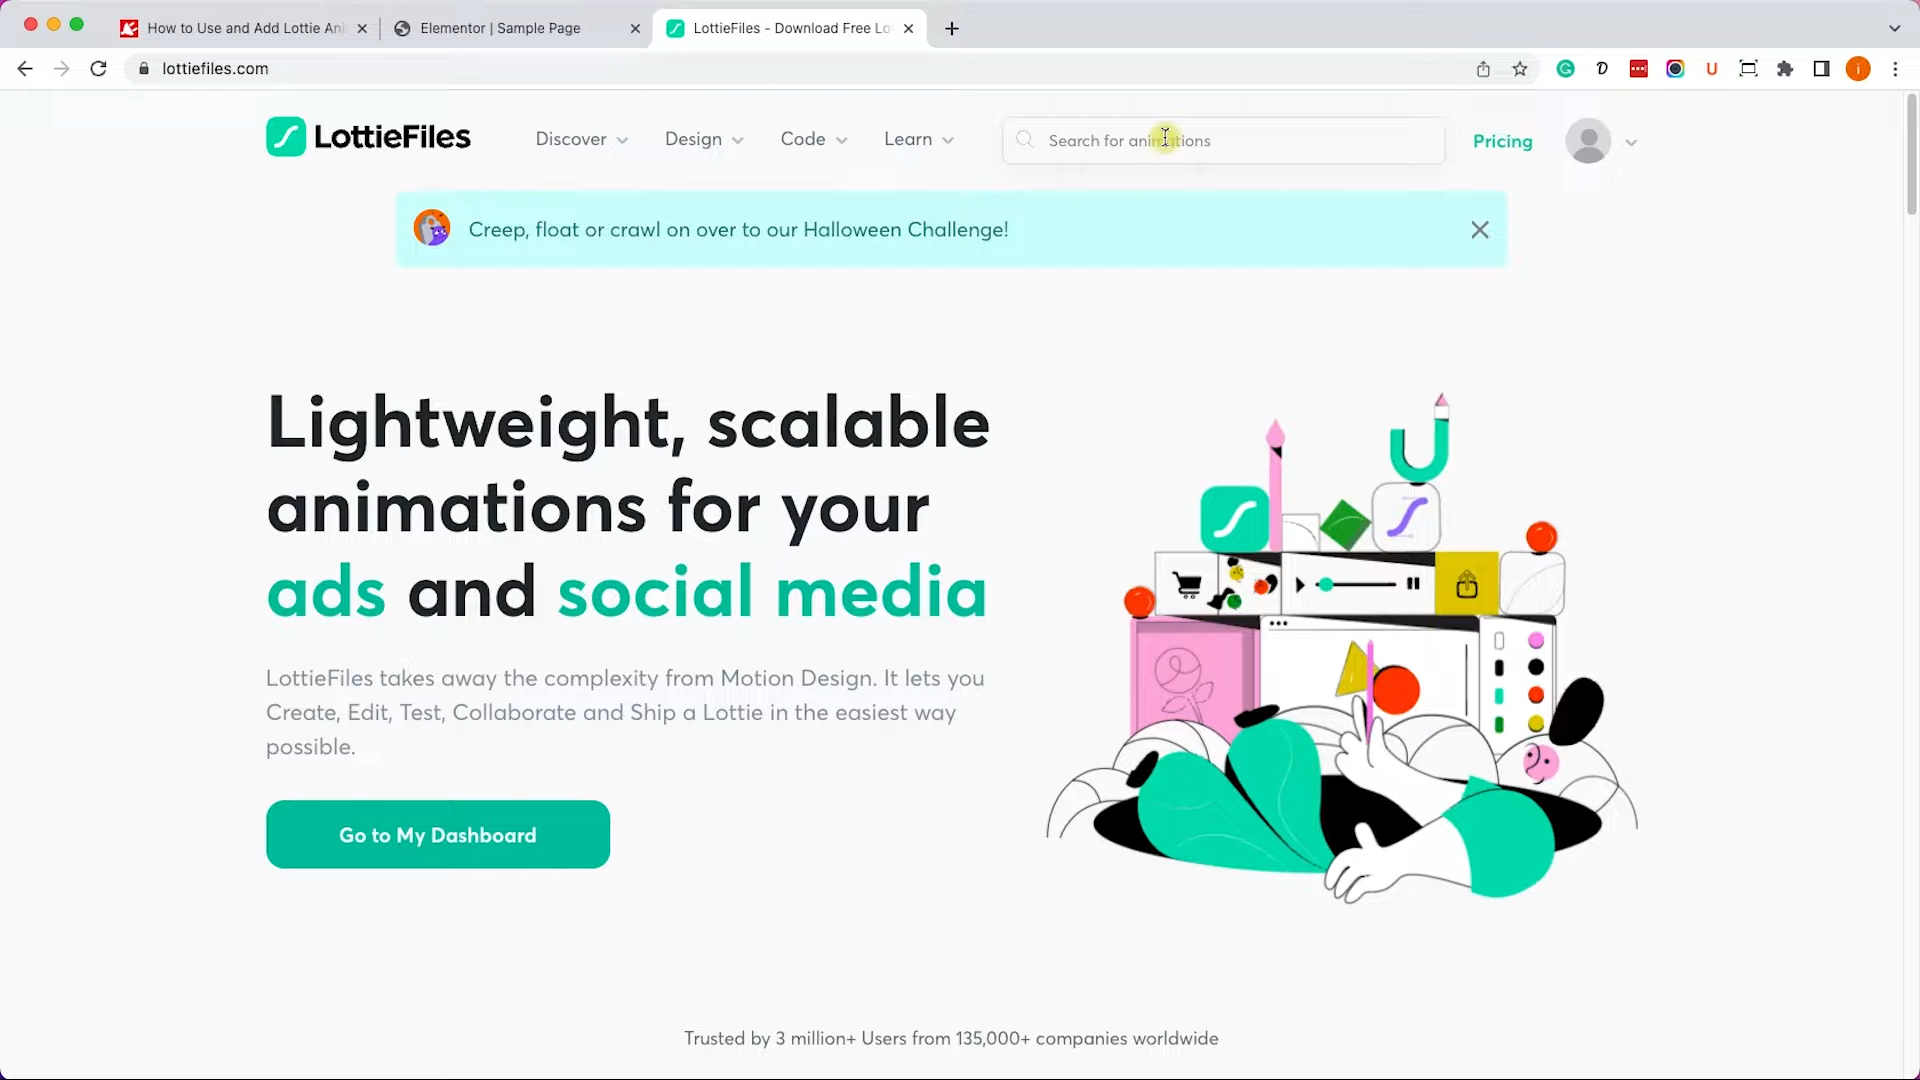 How to Use and Add Lottie Ani
Elementor | Sample Page
LottieFiles - Download Free Lo
lottiefiles.com
LottieFiles
Discover
Design
Code
Learn
Search for animations
Pricing
Creep, float or crawl on over to our Halloween Challenge!
Lightweight, scalable
animations for your
ads and social media
LottieFiles takes away the complexity from Motion Design. It lets you
Create, Edit, Test, Collaborate and Ship a Lottie in the easiest way
possible.
Go to My Dashboard
Trusted by 3 million+ Users from 135,000+ companies worldwide